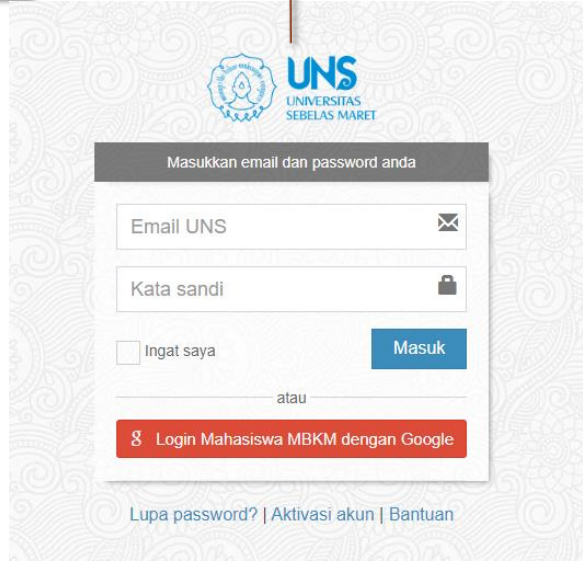 UNS
UNIVERSITAS
SEBELAS MARET
Masukkan email dan password anda
Email UNS
Kata sandi
Ingat saya
Masuk
atau
g Login Mahasiswa MBKM dengan Google
Lupa password? | Aktivasi akun | Bantuan